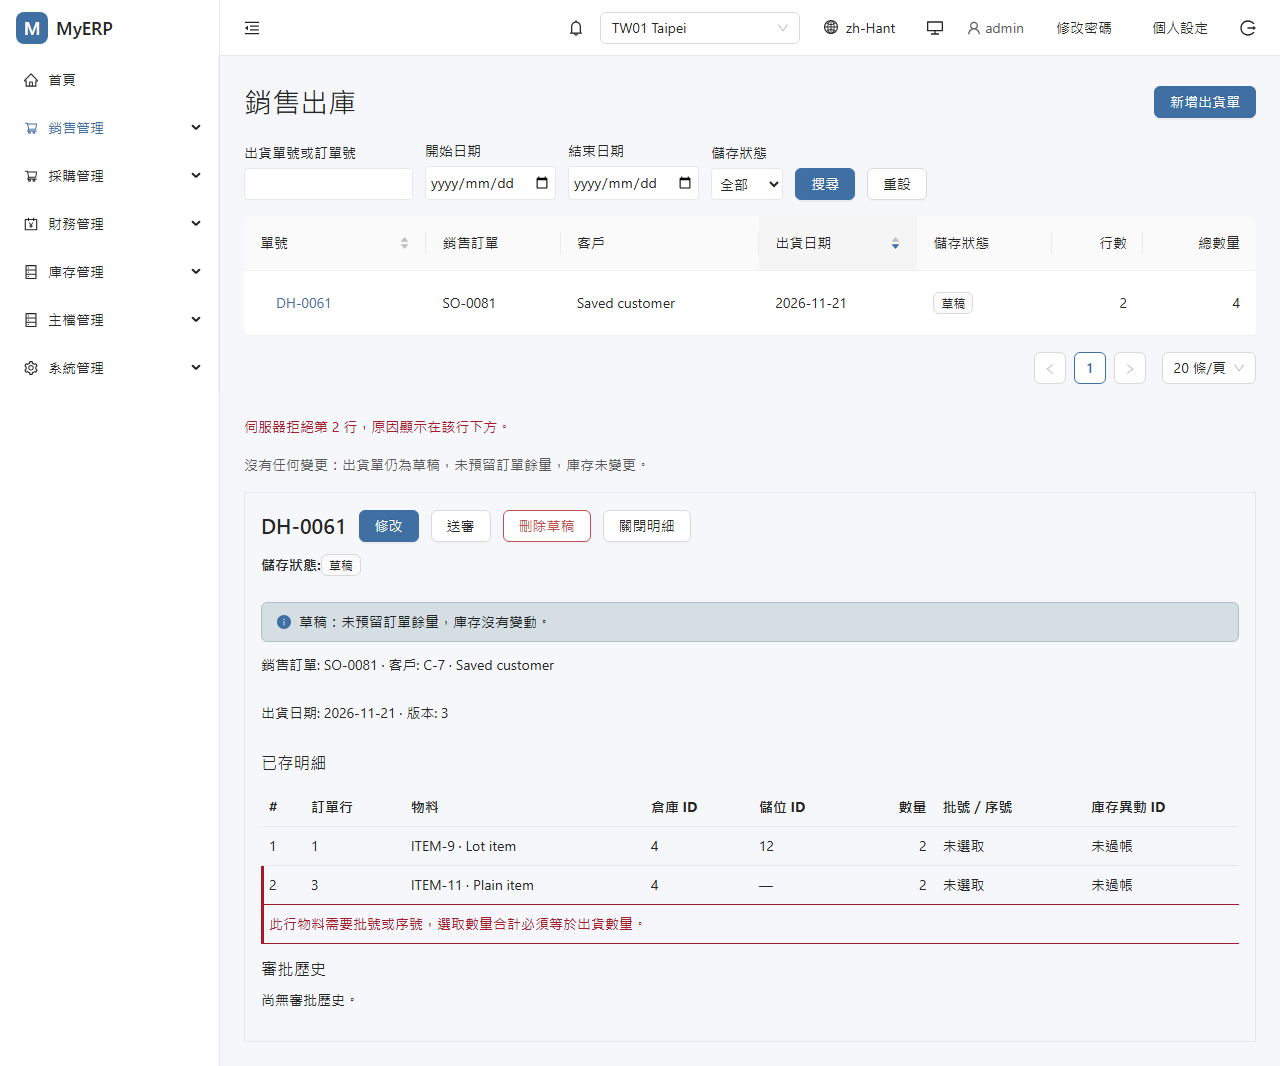 M MyERP
TW01 Taipei
zh-Hant
admin
修改密碼
個人設定
首頁
銷售管理
採購管理
財務管理
庫存管理
主檔管理
系統管理
銷售出庫
新增出貨單
出貨單號或訂單號
開始日期
結束日期
儲存狀態
yyyy/mm/dd
yyyy/mm/dd
全部
搜尋
重設
單號 銷售訂單 客戶 出貨日期 儲存狀態 行數 總數量
DH-0061 SO-0081 Saved customer 2026-11-21 草稿 2 4
< 1 > 20 條/頁
伺服器拒絕第 2 行，原因顯示在該行下方。
沒有任何變更：出貨單仍為草稿，未預留訂單餘量，庫存未變更。
DH-0061 修改 送審 刪除草稿 關閉明細
儲存狀態: 草稿
草稿：未預留訂單餘量，庫存沒有變動。
銷售訂單: SO-0081 · 客戶: C-7 · Saved customer
出貨日期: 2026-11-21 · 版本: 3
已存明細
# 訂單行 物料 倉庫 ID 儲位 ID 數量 批號 / 序號 庫存異動 ID
1 1 ITEM-9 · Lot item 4 12 2 未選取 未過帳
2 3 ITEM-11 · Plain item 4 — 2 未選取 未過帳
此行物料需要批號或序號，選取數量合計必須等於出貨數量。
審批歷史
尚無審批歷史。